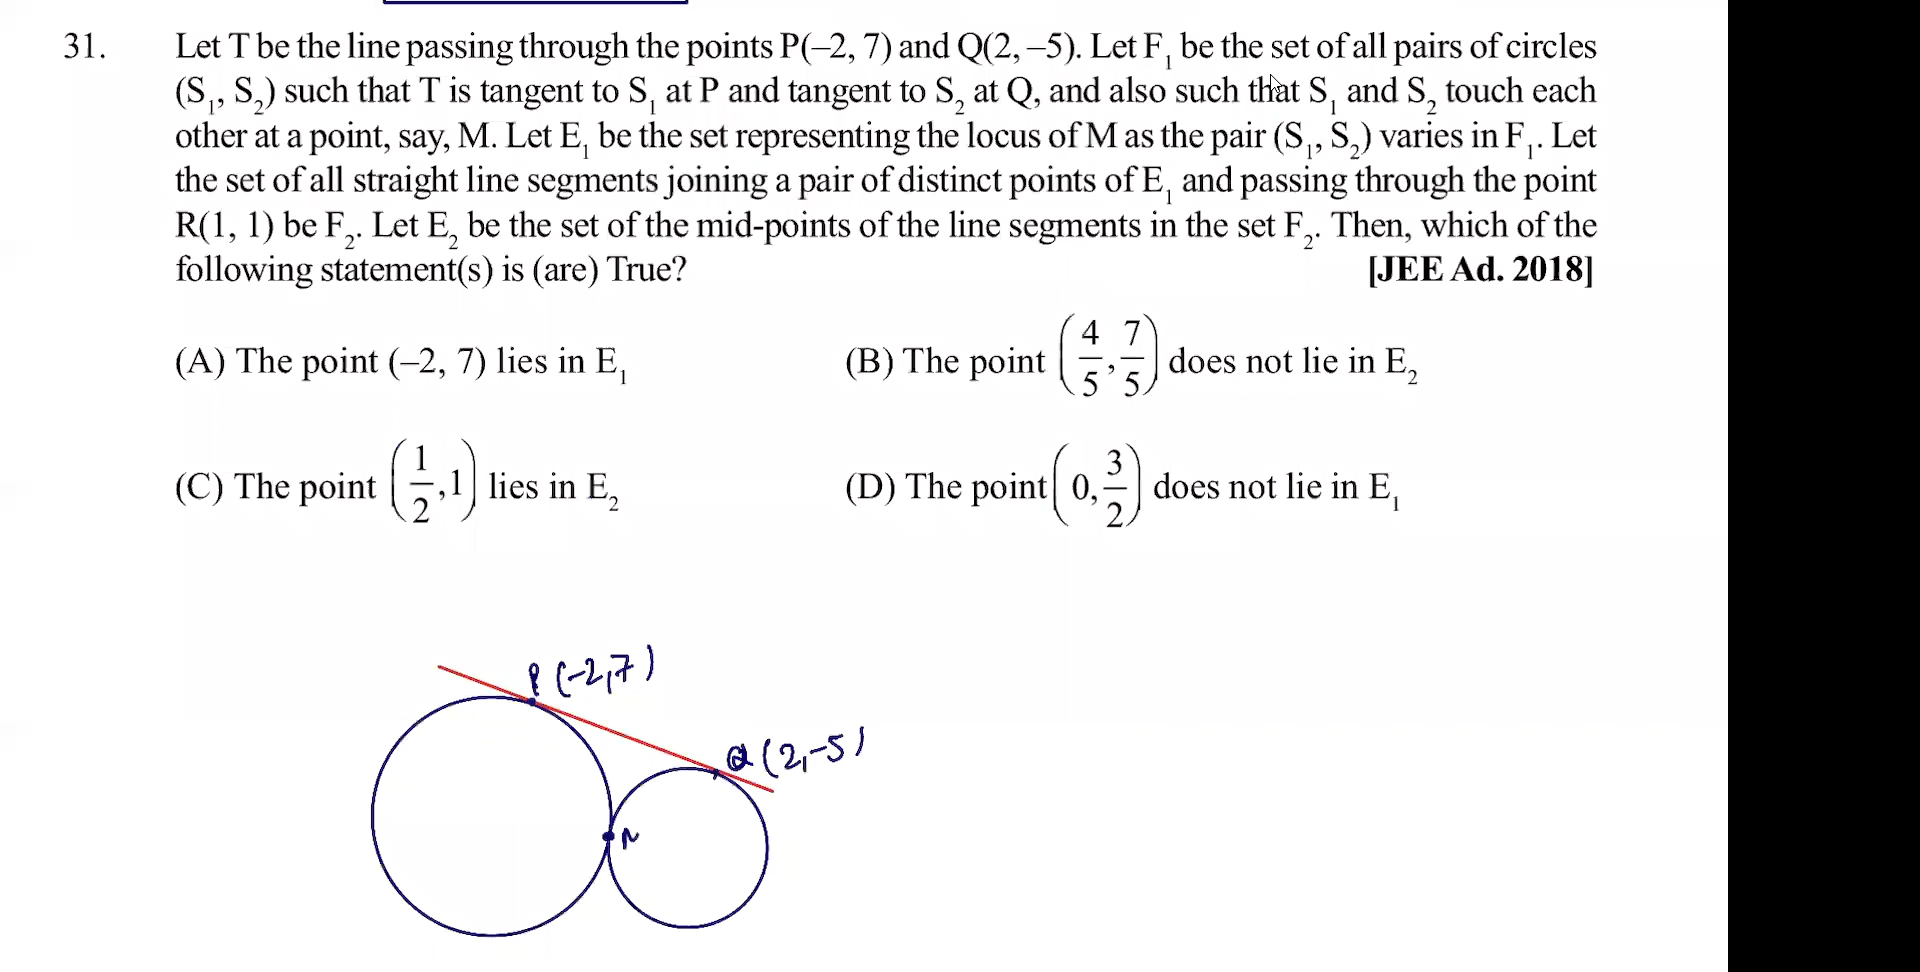 31. Let T be the line passing through the points P(–2, 7) and Q(2, –5). Let F₁ be the set of all pairs of circles
(S₁, S₂) such that T is tangent to S₁ at P and tangent to S₂ at Q, and also such that S₁ and S₂ touch each
other at a point, say, M. Let E₁ be the set representing the locus of M as the pair (S₁, S₂) varies in F₁. Let
the set of all straight line segments joining a pair of distinct points of E₁ and passing through the point
R(1, 1) be F₂. Let E₂ be the set of the mid-points of the line segments in the set F₂. Then, which of the
following statement(s) is (are) True? [JEE Ad. 2018]
(A) The point (–2, 7) lies in E₁ (B) The point (4/5, 7/5) does not lie in E₂
(C) The point (1/2, 1) lies in E₂ (D) The point (0, 3/2) does not lie in E₁
P (-2,7)
Q (2,-5)